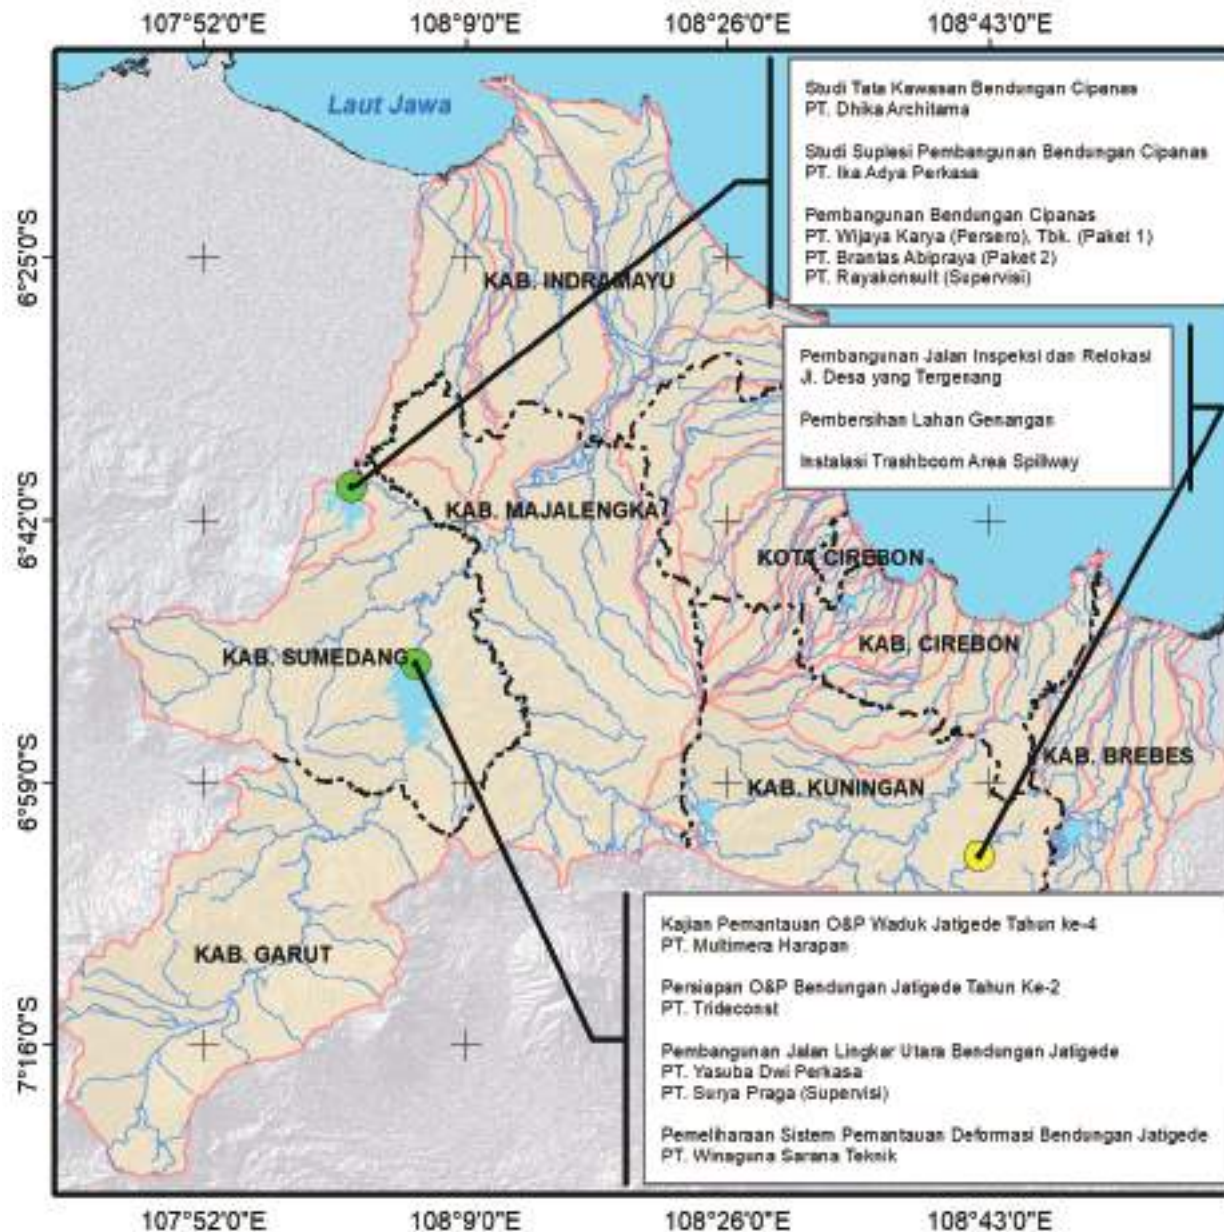 107°52'0"E 108°9'0"E 108°26'0"E 108°43'0"E
Laut Jawa
Studi Tata Kawasan Bendungan Cipanas
PT. Dhika Architama
Studi Suplesi Pembangunan Bendungan Cipanas
PT. Ika Adya Perkasa
Pembangunan Bendungan Cipanas
PT. Wijaya Karya (Persero), Tbk. (Paket 1)
PT. Brantas Abipraya (Paket 2)
PT. Rayakonsult (Supervisi)
6°25'0"S
KAB. INDRAMAYU
Pembangunan Jalan Inspeksi dan Relokasi
Jl. Desa yang Tergenang
Pembersihan Lahan Genangan
Instalasi Trashboom Area Spillway
6°42'0"S
KAB. MAJALENGKA
KOTA CIREBON
KAB. CIREBON
KAB. SUMEDANG
6°59'0"S
KAB. BREBES
KAB. KUNINGAN
KAB. GARUT
7°16'0"S
Kajian Pemantauan O&P Waduk Jatigede Tahun ke-4
PT. Multimera Harapan
Persiapan O&P Bendungan Jatigede Tahun Ke-2
PT. Trideconst
Pembangunan Jalan Lingkar Utara Bendungan Jatigede
PT. Yasuba Dwi Perkasa
PT. Surya Praga (Supervisi)
Pemeliharaan Sistem Pemantauan Deformasi Bendungan Jatigede
PT. Winaguna Sarana Teknik
107°52'0"E 108°9'0"E 108°26'0"E 108°43'0"E